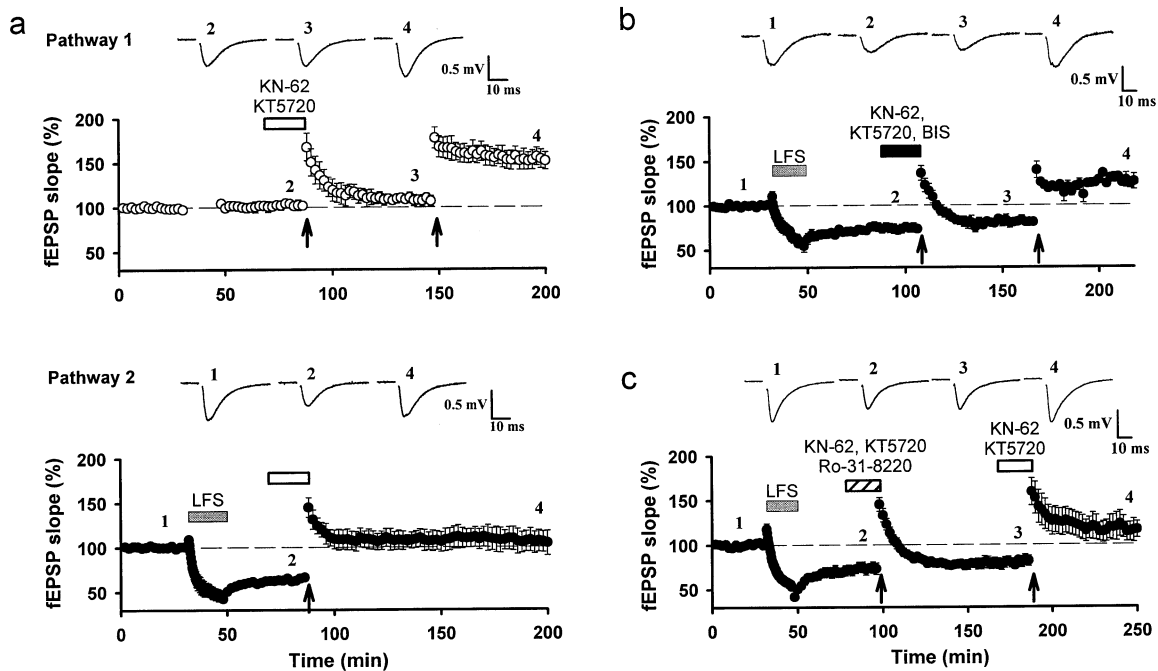 a
Pathway 1
2 3 4
0.5 mV
10 ms
KN-62
KT5720
fEPSP slope (%)
200
150
100
50
2
3
4
0 50 100 150 200
Pathway 2
1 2 4
0.5 mV
10 ms
fEPSP slope (%)
200
150
100
50
1
LFS
2
4
0 50 100 150 200
Time (min)
b
1 2 3 4
0.5 mV
10 ms
KN-62,
KT5720, BIS
fEPSP slope (%)
200
150
100
50
1
LFS
2
3
4
0 50 100 150 200
c
1 2 3 4
0.5 mV
10 ms
KN-62, KT5720
Ro-31-8220
KN-62
KT5720
fEPSP slope (%)
200
150
100
50
1
LFS
2
3
4
0 50 100 150 200 250
Time (min)